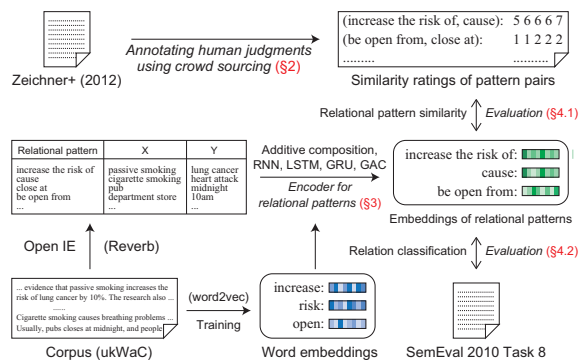 (increase the risk of, cause): 5 6 6 6 7
(be open from, close at): 1 1 2 2 2
......... ..........
Annotating human judgments
using crowd sourcing (§2)
Zeichner+ (2012)
Similarity ratings of pattern pairs
Relational pattern similarity
Evaluation (§4.1)
Relational pattern X Y
increase the risk of passive smoking lung cancer
cause cigarette smoking heart attack
close at pub midnight
be open from department store 10am
... ... ...
Additive composition,
RNN, LSTM, GRU, GAC
Encoder for
relational patterns (§3)
increase the risk of:
cause:
be open from:
Embeddings of relational patterns
Open IE (Reverb)
Relation classification
Evaluation (§4.2)
... evidence that passive smoking increases the
risk of lung cancer by 10%. The research also ...
......
Cigarette smoking causes breathing problems ...
Usually, pubs closes at midnight, and people
Corpus (ukWaC)
(word2vec)
Training
increase:
risk:
open:
Word embeddings
SemEval 2010 Task 8